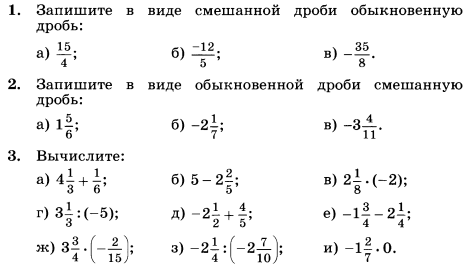 1. Запишите в виде смешанной дроби обыкновенную
дробь:
а) 15/4; б) -12/5; в) -35/8.
2. Запишите в виде обыкновенной дроби смешанную
дробь:
а) 1 5/6; б) -2 1/7; в) -3 4/11.
3. Вычислите:
а) 4 1/3 + 1/6; б) 5 - 2 2/5; в) 2 1/8 · (-2);
г) 3 1/3 : (-5); д) -2 1/2 + 4/5; е) -1 3/4 - 2 1/4;
ж) 3 3/4 · (-2/15); з) -2 1/4 : (-2 7/10); и) -1 2/7 · 0.